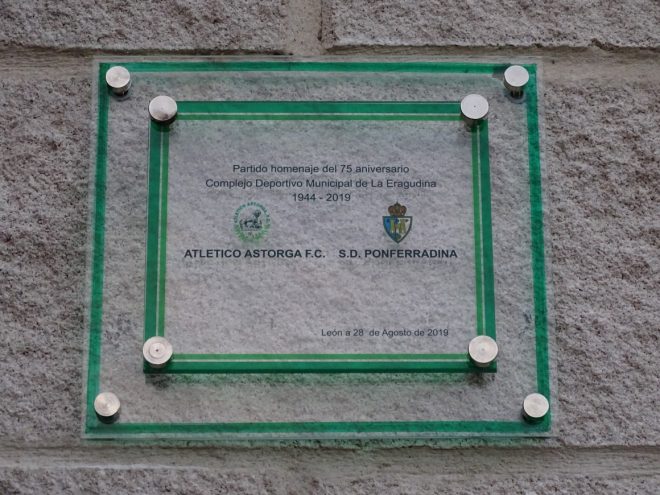 Partido homenaje del 75 aniversario
Complejo Deportivo Municipal de La Eragudina
1944 - 2019
ATLETICO ASTORGA F.C. S.D. PONFERRADINA
León a 28 de Agosto de 2019